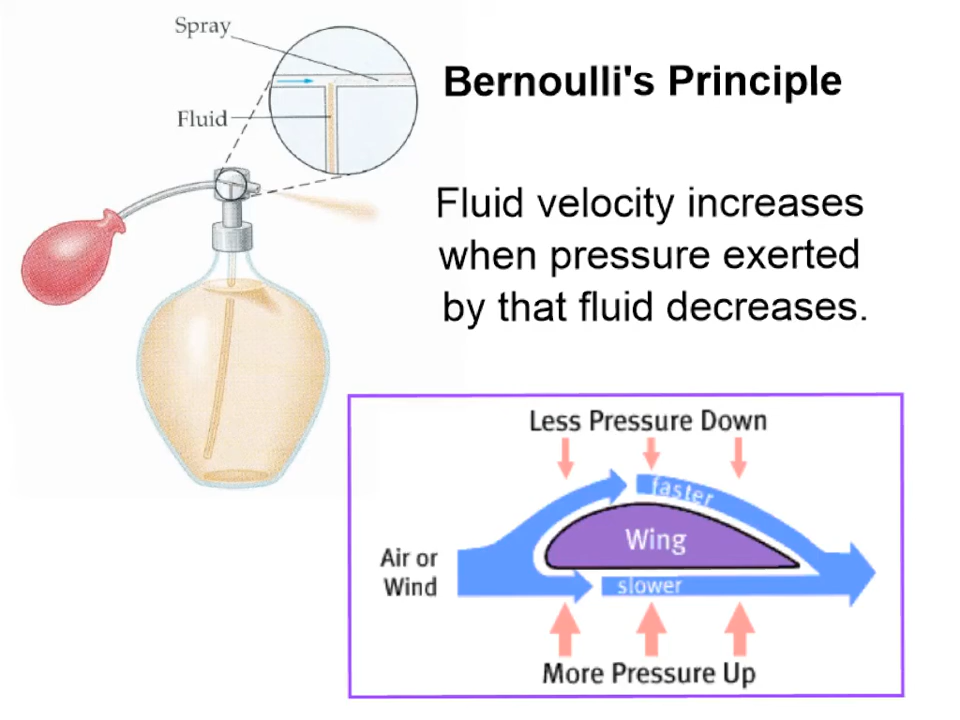 Spray
Fluid
Bernoulli's Principle
Fluid velocity increases
when pressure exerted
by that fluid decreases.
Less Pressure Down
faster
Wing
Air or
Wind
slower
More Pressure Up